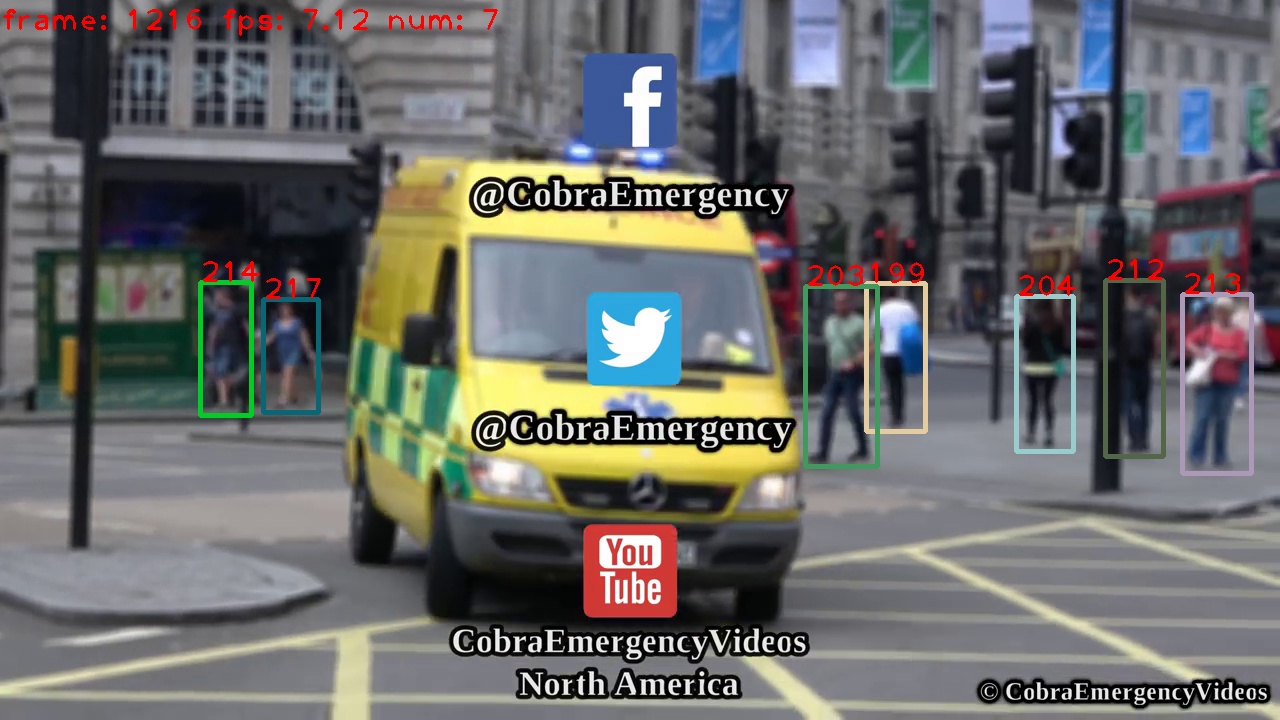 frame: 1216 fps: 7.12 num: 7
f
@CobraEmergency
214
217
203
199
204
212
213
@CobraEmergency
You
Tube
CobraEmergencyVideos
North America
© CobraEmergencyVideos